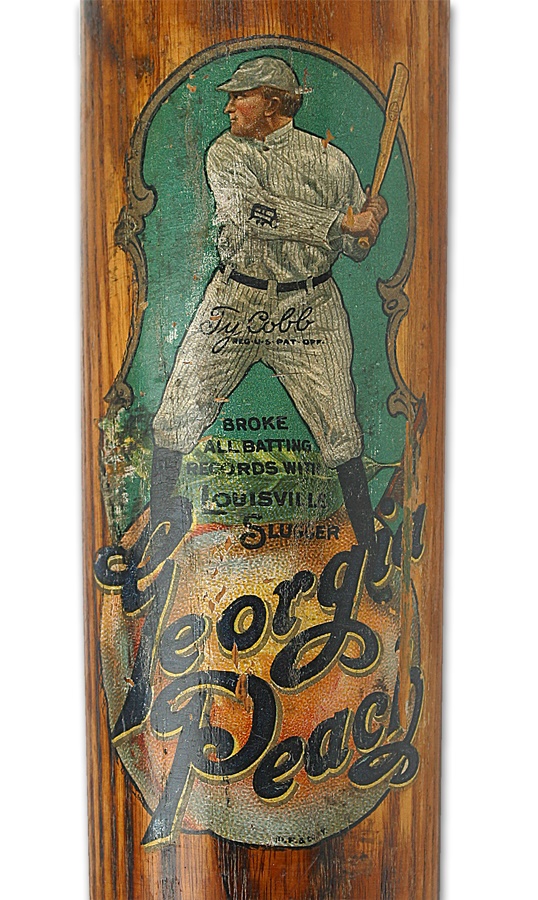 D
Ty Cobb
REG. U.S. PAT. OFF.
BROKE
ALL BATTING
RECORDS WITH
LOUISVILLE
SLUGGER
Georgia
Peach